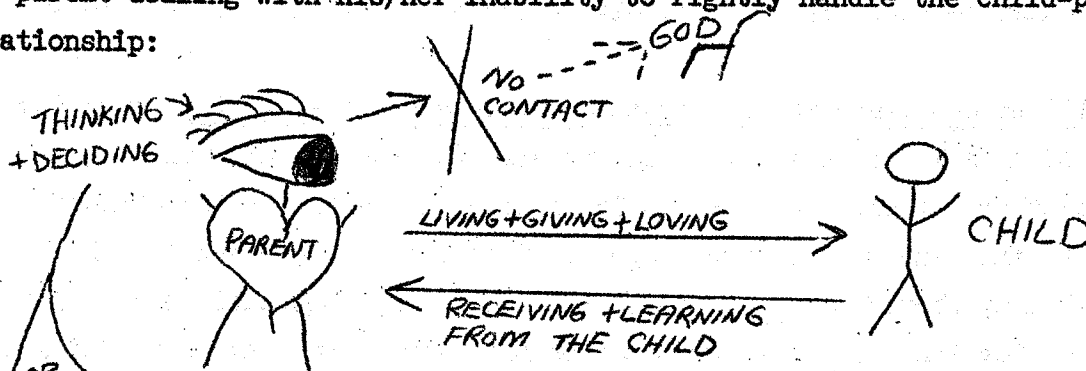 parent dealing with his/her inability to rightly handle the child-p
ationship:
GOD
NO
CONTACT
THINKING
+DECIDING
PARENT
LIVING+GIVING+LOVING
CHILD
RECEIVING +LEARNING
FROM THE CHILD
OR